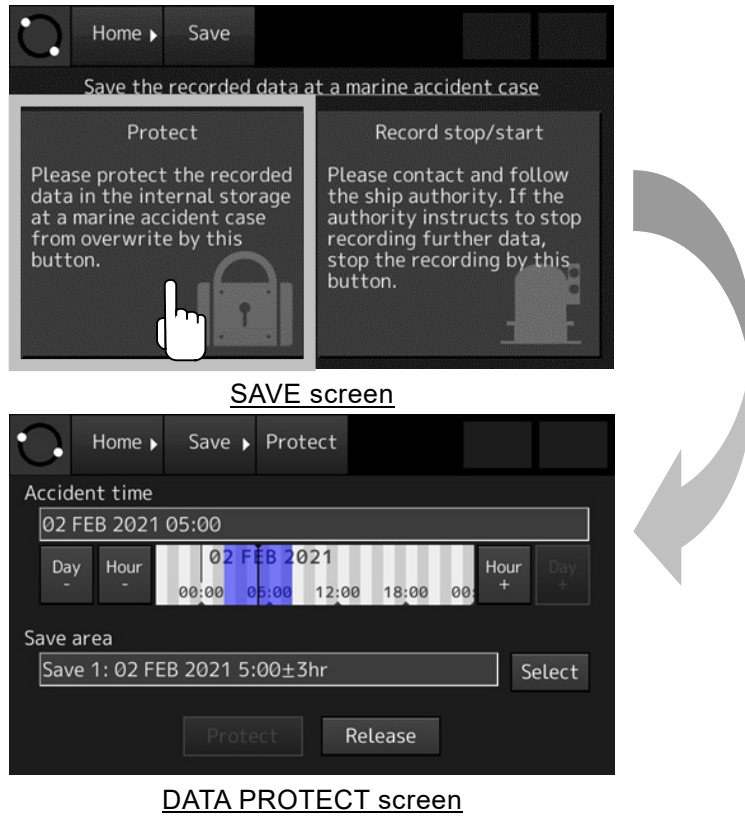 Home Save
Save the recorded data at a marine accident case
Protect
Please protect the recorded
data in the internal storage
at a marine accident case
from overwrite by this
button.
Record stop/start
Please contact and follow
the ship authority. If the
authority instructs to stop
recording further data,
stop the recording by this
button.
SAVE screen
Home Save Protect
Accident time
02 FEB 2021 05:00
Day
-
Hour
-
02 FEB 2021
00:00 06:00 12:00 18:00 00:
Hour
+
Day
+
Save area
Save 1: 02 FEB 2021 5:00±3hr
Select
Protect Release
DATA PROTECT screen